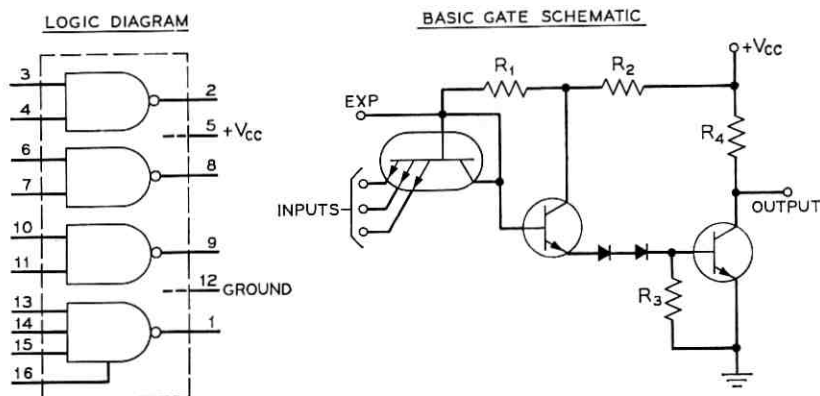 LOGIC DIAGRAM
3
4
2
5 +VCC
6
7
8
10
11
9
12 GROUND
13
14
15
16
1
BASIC GATE SCHEMATIC
+VCC
R1
R2
EXP
R4
INPUTS
OUTPUT
R3